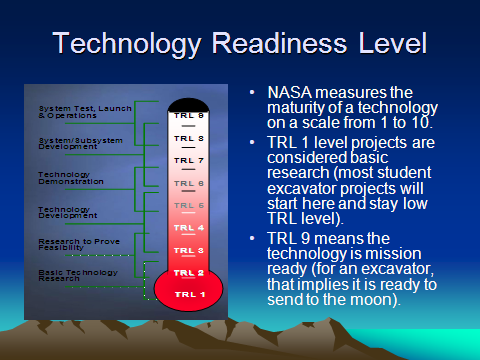 Technology Readiness Level
System Test, Launch
& Operations
System/Subsystem
Development
Technology
Demonstration
Technology
Development
Research to Prove
Feasibility
Basic Technology
Research
TRL 9
TRL 8
TRL 7
TRL 6
TRL 5
TRL 4
TRL 3
TRL 2
TRL 1
• NASA measures the
maturity of a technology
on a scale from 1 to 10.
• TRL 1 level projects are
considered basic
research (most student
excavator projects will
start here and stay low
TRL level).
• TRL 9 means the
technology is mission
ready (for an excavator,
that implies it is ready to
send to the moon).